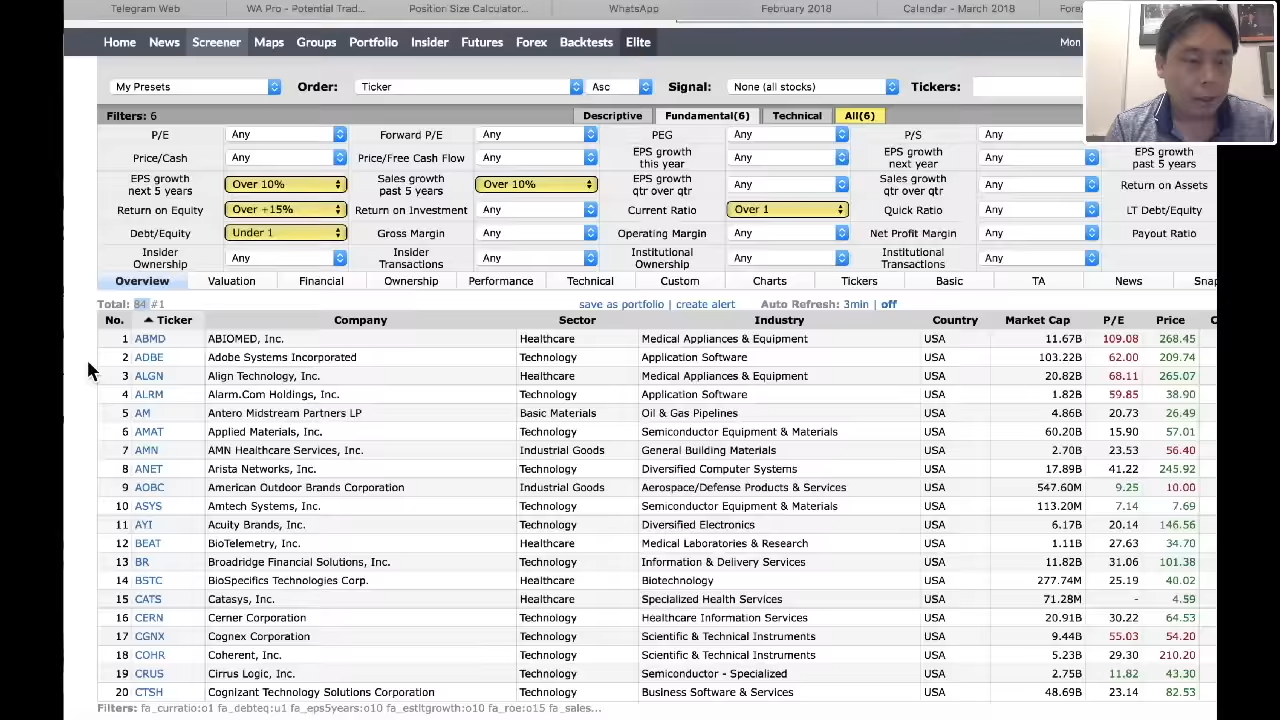 Telegram Web WA Pro - Potential Trad... Position Size Calculator... WhatsApp February 2018 Calendar - March 2018 Fore
Home News Screener Maps Groups Portfolio Insider Futures Forex Backtests Elite Mon
My Presets Order: Ticker Asc Signal: None (all stocks) Tickers:
Filters: 6 Descriptive Fundamental(6) Technical All(6)
P/E Any Forward P/E Any PEG Any P/S Any
Price/Cash Any Price/Free Cash Flow Any EPS growth this year Any EPS growth next year Any EPS growth past 5 years
EPS growth next 5 years Over 10% Sales growth past 5 years Over 10% EPS growth qtr over qtr Any Sales growth qtr over qtr Any Return on Assets
Return on Equity Over +15% Return on Investment Any Current Ratio Over 1 Quick Ratio Any LT Debt/Equity
Debt/Equity Under 1 Gross Margin Any Operating Margin Any Net Profit Margin Any Payout Ratio
Insider Ownership Any Insider Transactions Any Institutional Ownership Any Institutional Transactions Any
Overview Valuation Financial Ownership Performance Technical Custom Charts Tickers Basic TA News Snap
Total: 84 #1 save as portfolio | create alert Auto Refresh: 3min | off
No. Ticker Company Sector Industry Country Market Cap P/E Price C
1 ABMD ABIOMED, Inc. Healthcare Medical Appliances & Equipment USA 11.67B 109.08 268.45
2 ADBE Adobe Systems Incorporated Technology Application Software USA 103.22B 62.00 209.74
3 ALGN Align Technology, Inc. Healthcare Medical Appliances & Equipment USA 20.82B 68.11 265.07
4 ALRM Alarm.Com Holdings, Inc. Technology Application Software USA 1.82B 59.85 38.90
5 AM Antero Midstream Partners LP Basic Materials Oil & Gas Pipelines USA 4.86B 20.73 26.49
6 AMAT Applied Materials, Inc. Technology Semiconductor Equipment & Materials USA 60.20B 15.90 57.01
7 AMN AMN Healthcare Services, Inc. Industrial Goods General Building Materials USA 2.70B 23.53 56.40
8 ANET Arista Networks, Inc. Technology Diversified Computer Systems USA 17.89B 41.22 245.92
9 AOBC American Outdoor Brands Corporation Industrial Goods Aerospace/Defense Products & Services USA 547.60M 9.25 10.00
10 ASYS Amtech Systems, Inc. Technology Semiconductor Equipment & Materials USA 113.20M 7.14 7.69
11 AYI Acuity Brands, Inc. Technology Diversified Electronics USA 6.17B 20.14 146.56
12 BEAT BioTelemetry, Inc. Healthcare Medical Laboratories & Research USA 1.11B 27.63 34.70
13 BR Broadridge Financial Solutions, Inc. Technology Information & Delivery Services USA 11.82B 31.06 101.38
14 BSTC BioSpecifics Technologies Corp. Healthcare Biotechnology USA 277.74M 25.19 40.02
15 CATS Catasys, Inc. Healthcare Specialized Health Services USA 71.28M - 4.59
16 CERN Cerner Corporation Technology Healthcare Information Services USA 20.91B 30.22 64.53
17 CGNX Cognex Corporation Technology Scientific & Technical Instruments USA 9.44B 55.03 54.20
18 COHR Coherent, Inc. Technology Scientific & Technical Instruments USA 5.23B 29.30 210.20
19 CRUS Cirrus Logic, Inc. Technology Semiconductor - Specialized USA 2.75B 11.82 43.30
20 CTSH Cognizant Technology Solutions Corporation Technology Business Software & Services USA 48.69B 23.14 82.53
Filters: fa_curratio:o1 fa_debteq:u1 fa_eps5years:o10 fa_estltgrowth:o10 fa_roe:o15 fa_sales...